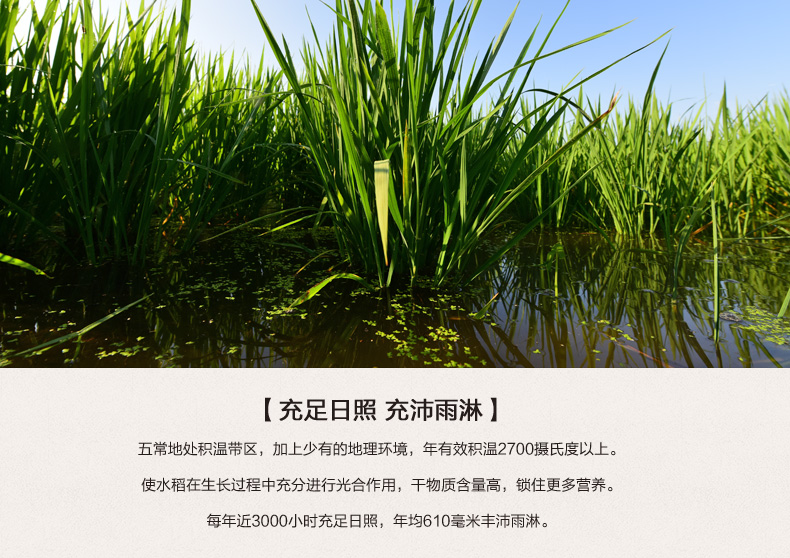 【 充足日照 充沛雨淋 】
五常地处积温带区，加上少有的地理环境，年有效积温2700摄氏度以上。
使水稻在生长过程中充分进行光合作用，干物质含量高，锁住更多营养。
每年近3000小时充足日照，年均610毫米丰沛雨淋。